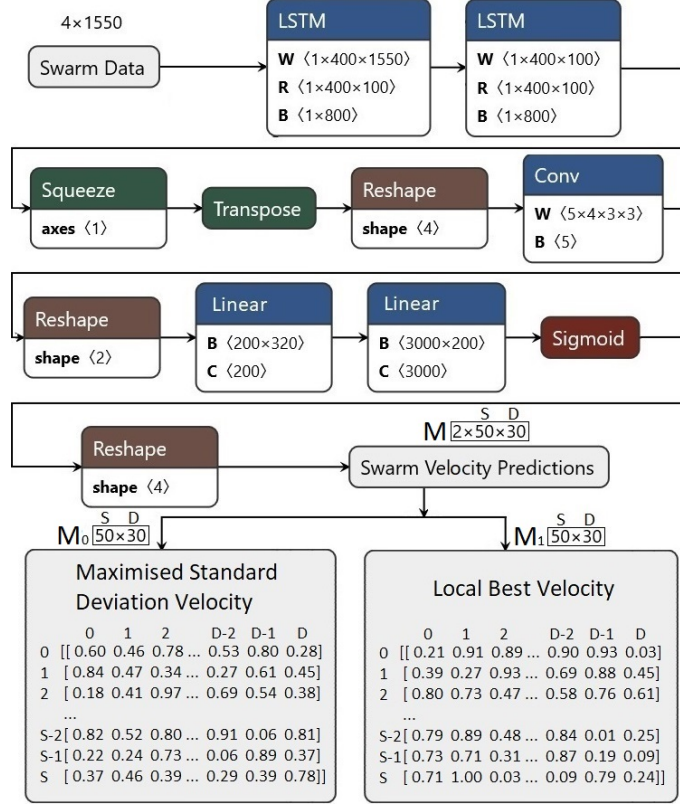 4×1550
Swarm Data
LSTM
W 〈1×400×1550〉
R 〈1×400×100〉
B 〈1×800〉
LSTM
W 〈1×400×100〉
R 〈1×400×100〉
B 〈1×800〉
Squeeze
axes 〈1〉
Transpose
Reshape
shape 〈4〉
Conv
W 〈5×4×3×3〉
B 〈5〉
Reshape
shape 〈2〉
Linear
B 〈200×320〉
C 〈200〉
Linear
B 〈3000×200〉
C 〈3000〉
Sigmoid
Reshape
shape 〈4〉
S D
M 2×50×30
Swarm Velocity Predictions
S D
M₀ 50×30
Maximised Standard
Deviation Velocity
0 1 2 D-2 D-1 D
0 [[ 0.60 0.46 0.78 ... 0.53 0.80 0.28]
1 [ 0.84 0.47 0.34 ... 0.27 0.61 0.45]
2 [ 0.18 0.41 0.97 ... 0.69 0.54 0.38]
...
S-2 [ 0.82 0.52 0.80 ... 0.91 0.06 0.81]
S-1 [ 0.22 0.24 0.73 ... 0.06 0.89 0.37]
S [ 0.37 0.46 0.39 ... 0.29 0.39 0.78]]
S D
M₁ 50×30
Local Best Velocity
0 1 2 D-2 D-1 D
0 [[ 0.21 0.91 0.89 ... 0.90 0.93 0.03]
1 [ 0.39 0.27 0.93 ... 0.69 0.88 0.45]
2 [ 0.80 0.73 0.47 ... 0.58 0.76 0.61]
...
S-2 [ 0.79 0.89 0.48 ... 0.84 0.01 0.25]
S-1 [ 0.73 0.71 0.31 ... 0.87 0.19 0.09]
S [ 0.71 1.00 0.03 ... 0.09 0.79 0.24]]